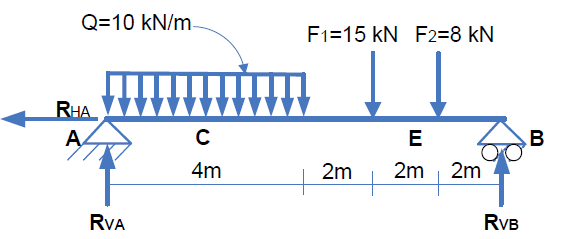 Q=10 kN/m
F1=15 kN F2=8 kN
RHA
A C E B
4m 2m 2m 2m
RVA RVB